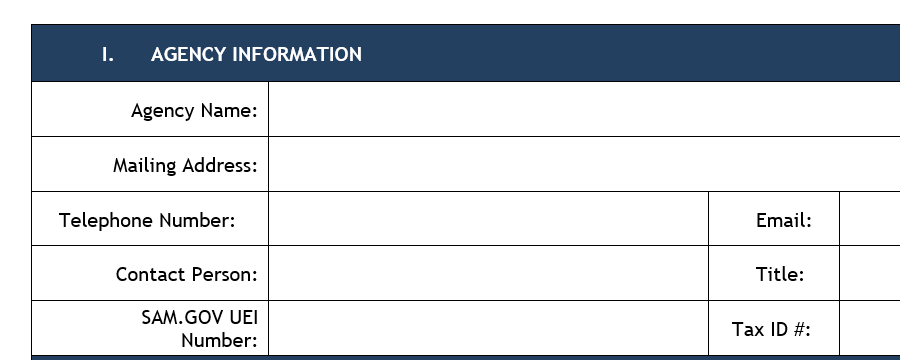 I. AGENCY INFORMATION
Agency Name:
Mailing Address:
Telephone Number: Email:
Contact Person: Title:
SAM.GOV UEI
Number: Tax ID #: